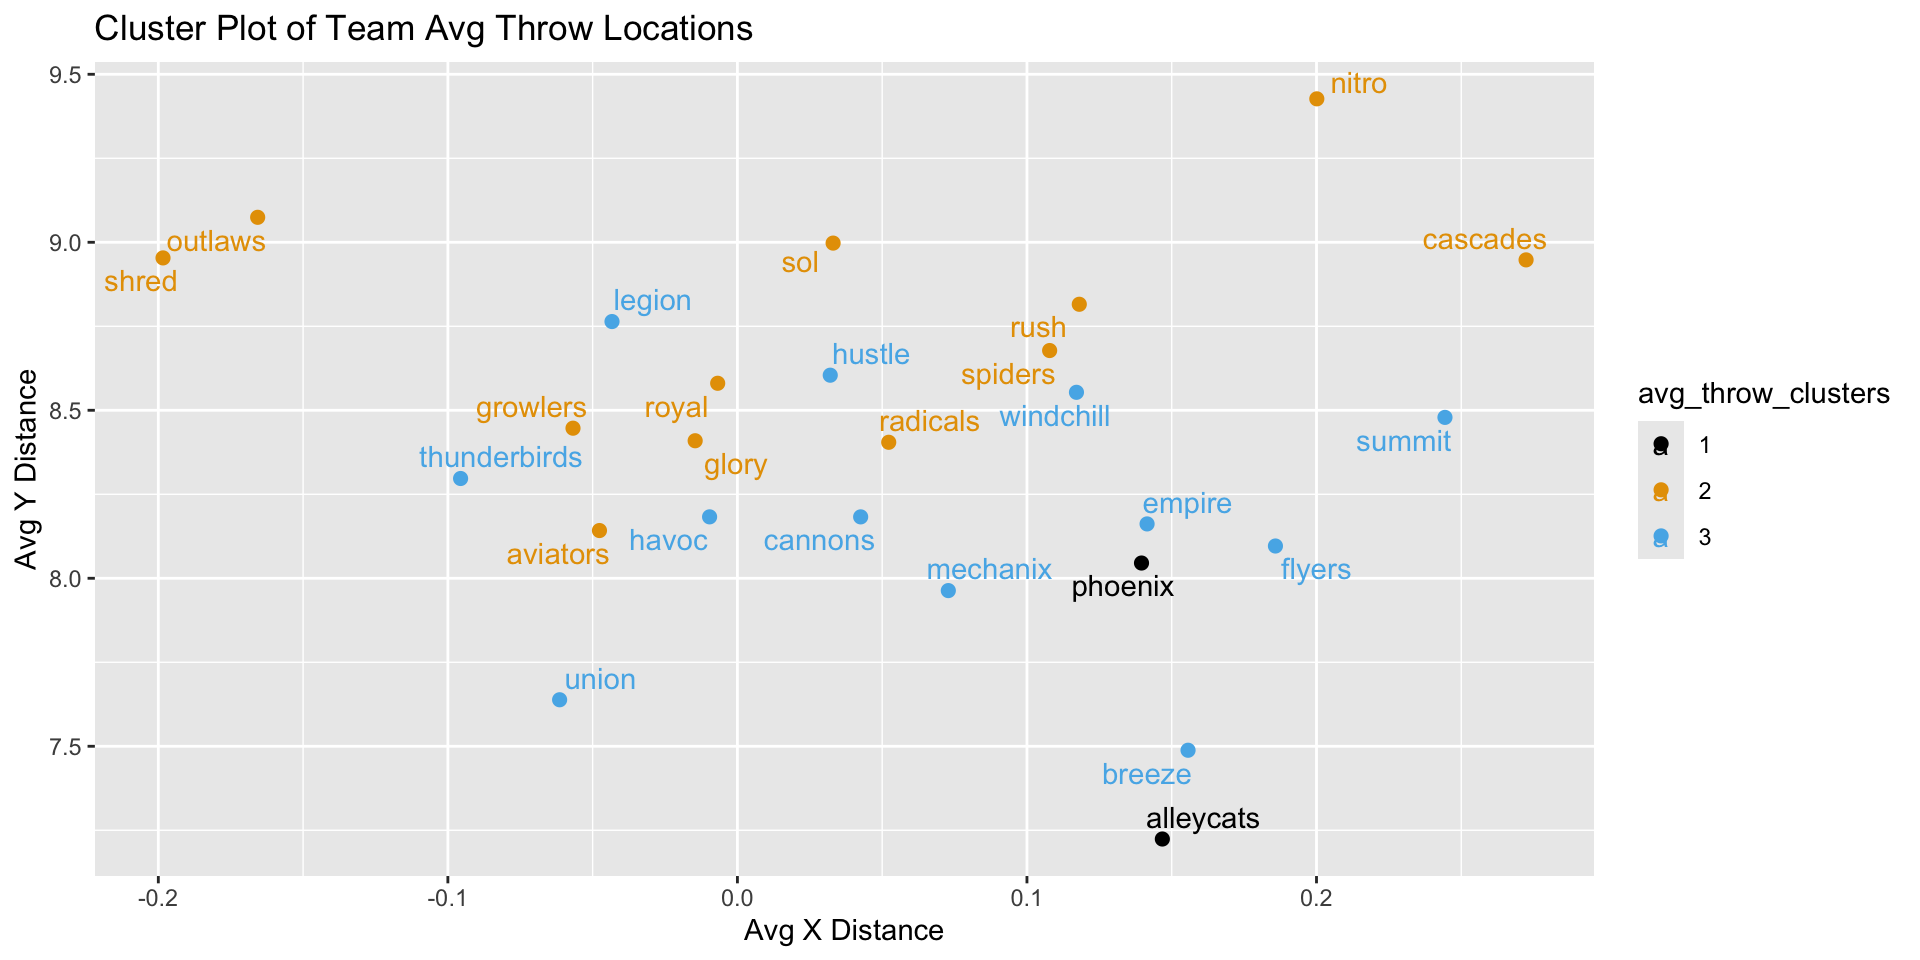 Cluster Plot of Team Avg Throw Locations
9.5
9.0
8.5
8.0
7.5
Avg Y Distance
nitro
outlaws
shred
sol
cascades
legion
rush
hustle
spiders
growlers
royal
radicals
windchill
summit
thunderbirds
glory
empire
havoc
cannons
aviators
mechanix
flyers
phoenix
union
breeze
alleycats
-0.2
-0.1
0.0
0.1
0.2
Avg X Distance
avg_throw_clusters
a 1
a 2
a 3